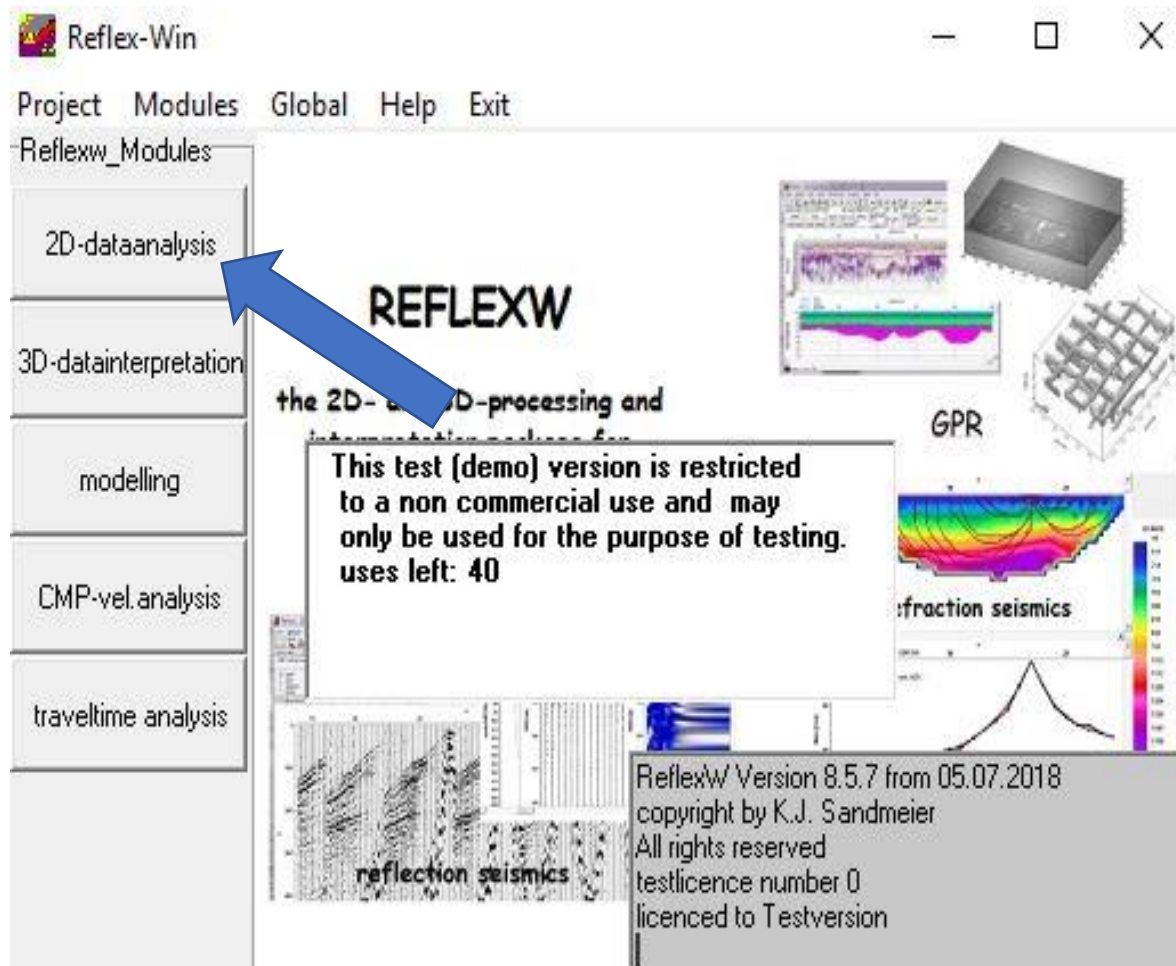 Reflex-Win
Project Modules Global Help Exit
Reflexw_Modules
2D-dataanalysis
3D-datainterpretation
modelling
CMP-vel.analysis
traveltime analysis
REFLEXW
the 2D- D-processing and
GPR
This test (demo) version is restricted
to a non commercial use and may
only be used for the purpose of testing.
uses left: 40
efraction seismics
reflection seismics
ReflexW Version 8.5.7 from 05.07.2018
copyright by K.J. Sandmeier
All rights reserved
testlicence number 0
licenced to Testversion